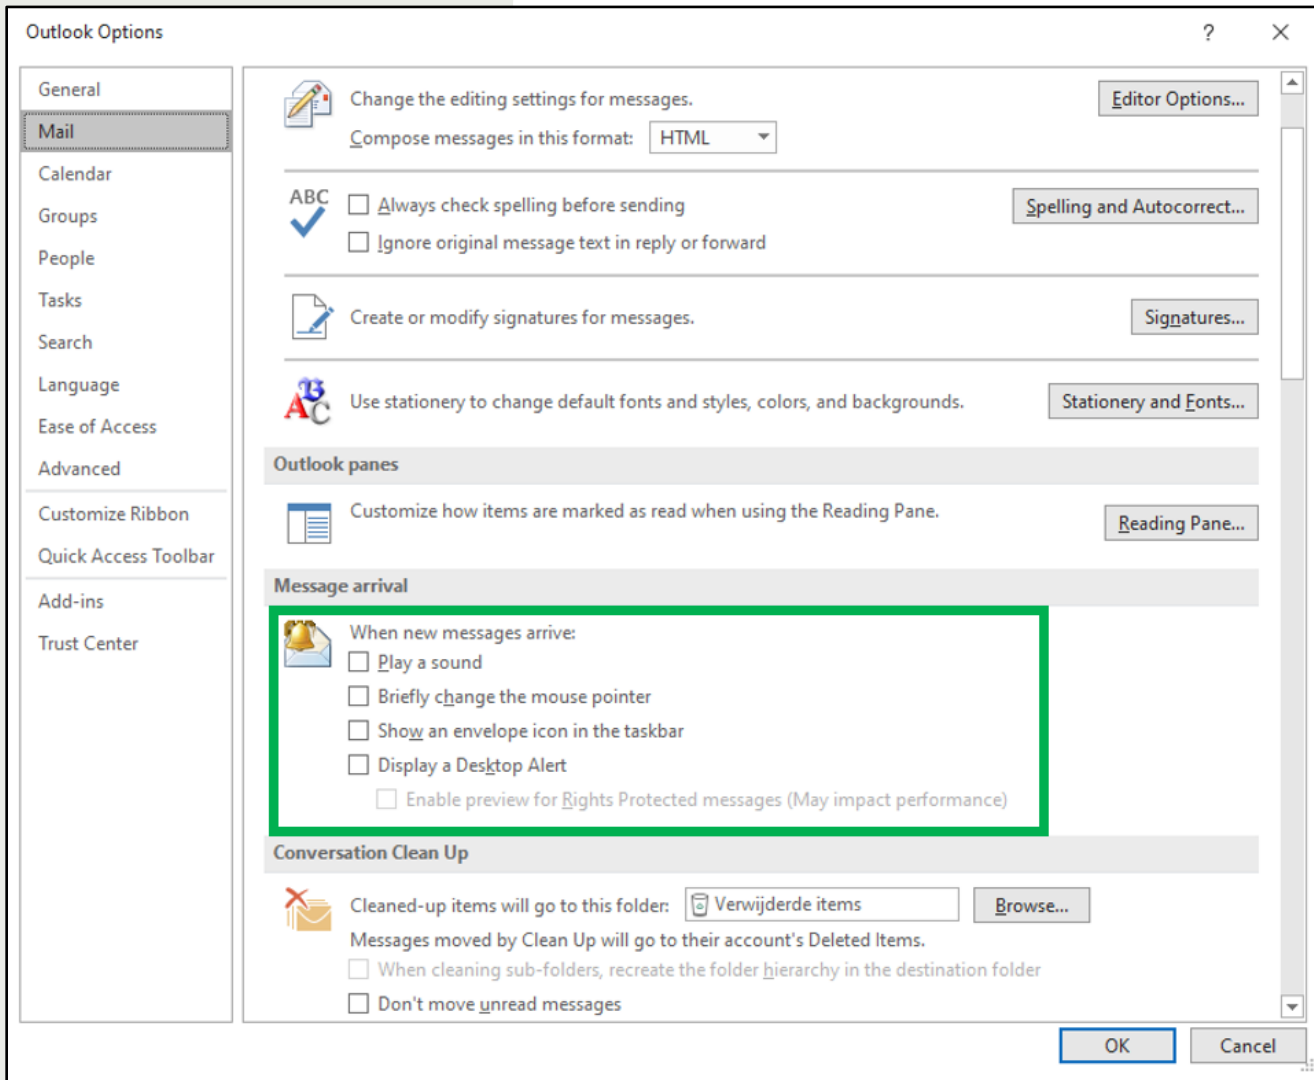 Outlook Options
?
General
Mail
Calendar
Groups
People
Tasks
Search
Language
Ease of Access
Advanced
Customize Ribbon
Quick Access Toolbar
Add-ins
Trust Center
Change the editing settings for messages.
Editor Options...
Compose messages in this format: HTML
ABC
Always check spelling before sending
Spelling and Autocorrect...
Ignore original message text in reply or forward
Create or modify signatures for messages.
Signatures...
Use stationery to change default fonts and styles, colors, and backgrounds.
Stationery and Fonts...
Outlook panes
Customize how items are marked as read when using the Reading Pane.
Reading Pane...
Message arrival
When new messages arrive:
Play a sound
Briefly change the mouse pointer
Show an envelope icon in the taskbar
Display a Desktop Alert
Enable preview for Rights Protected messages (May impact performance)
Conversation Clean Up
Cleaned-up items will go to this folder: Verwijderde items
Browse...
Messages moved by Clean Up will go to their account's Deleted Items.
When cleaning sub-folders, recreate the folder hierarchy in the destination folder
Don't move unread messages
OK
Cancel